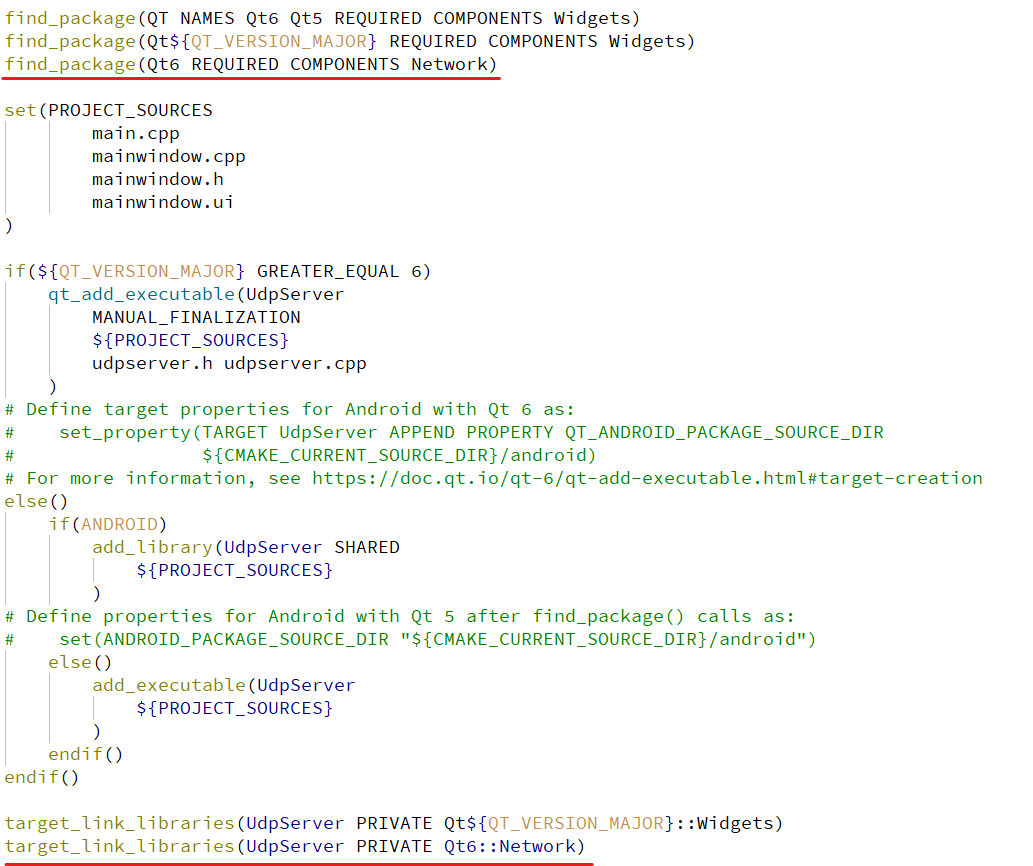 find_package(QT NAMES Qt6 Qt5 REQUIRED COMPONENTS Widgets)
find_package(Qt${QT_VERSION_MAJOR} REQUIRED COMPONENTS Widgets)
find_package(Qt6 REQUIRED COMPONENTS Network)

set(PROJECT_SOURCES
        main.cpp
        mainwindow.cpp
        mainwindow.h
        mainwindow.ui
)

if(${QT_VERSION_MAJOR} GREATER_EQUAL 6)
    qt_add_executable(UdpServer
        MANUAL_FINALIZATION
        ${PROJECT_SOURCES}
        udpserver.h udpserver.cpp
    )
# Define target properties for Android with Qt 6 as:
#    set_property(TARGET UdpServer APPEND PROPERTY QT_ANDROID_PACKAGE_SOURCE_DIR
#                 ${CMAKE_CURRENT_SOURCE_DIR}/android)
# For more information, see https://doc.qt.io/qt-6/qt-add-executable.html#target-creation
else()
    if(ANDROID)
        add_library(UdpServer SHARED
            ${PROJECT_SOURCES}
        )
# Define properties for Android with Qt 5 after find_package() calls as:
#    set(ANDROID_PACKAGE_SOURCE_DIR "${CMAKE_CURRENT_SOURCE_DIR}/android")
    else()
        add_executable(UdpServer
            ${PROJECT_SOURCES}
        )
    endif()
endif()

target_link_libraries(UdpServer PRIVATE Qt${QT_VERSION_MAJOR}::Widgets)
target_link_libraries(UdpServer PRIVATE Qt6::Network)